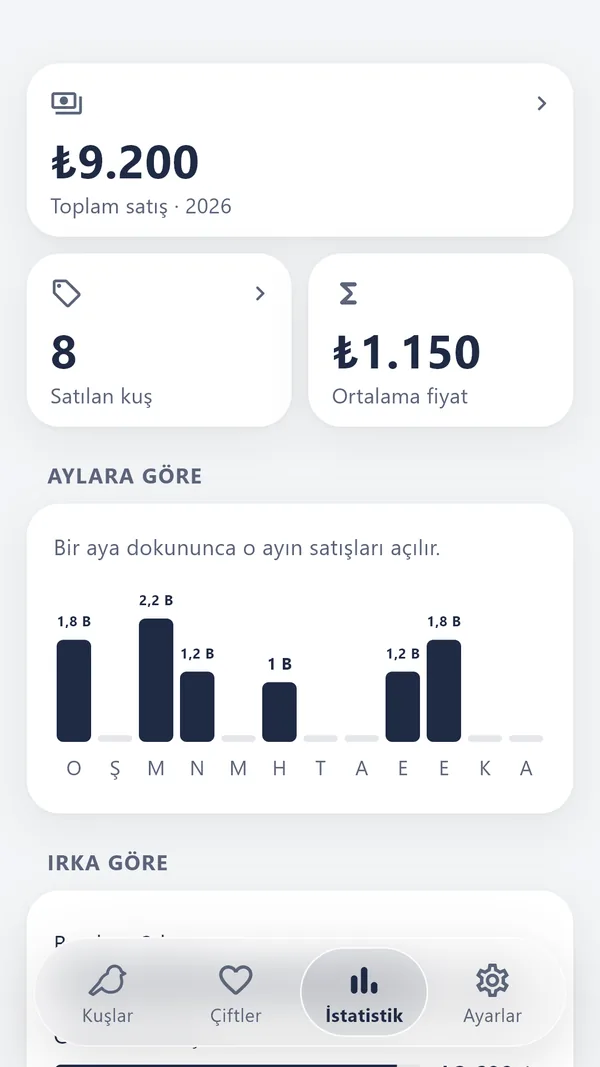 ₺9.200
Toplam satış · 2026
8
Satılan kuş
₺1.150
Ortalama fiyat
AYLARA GÖRE
Bir aya dokununca o ayın satışları açılır.
1,8 B
2,2 B
1,2 B
1 B
1,2 B
1,8 B
O Ş M N M H T A E E K A
IRKA GÖRE
Kuşlar
Çiftler
İstatistik
Ayarlar